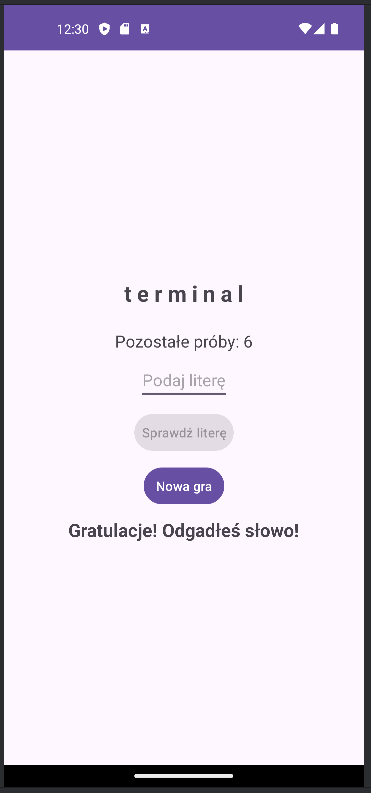 12:30
t e r m i n a l
Pozostałe próby: 6
Podaj literę
Sprawdź literę
Nowa gra
Gratulacje! Odgadłeś słowo!